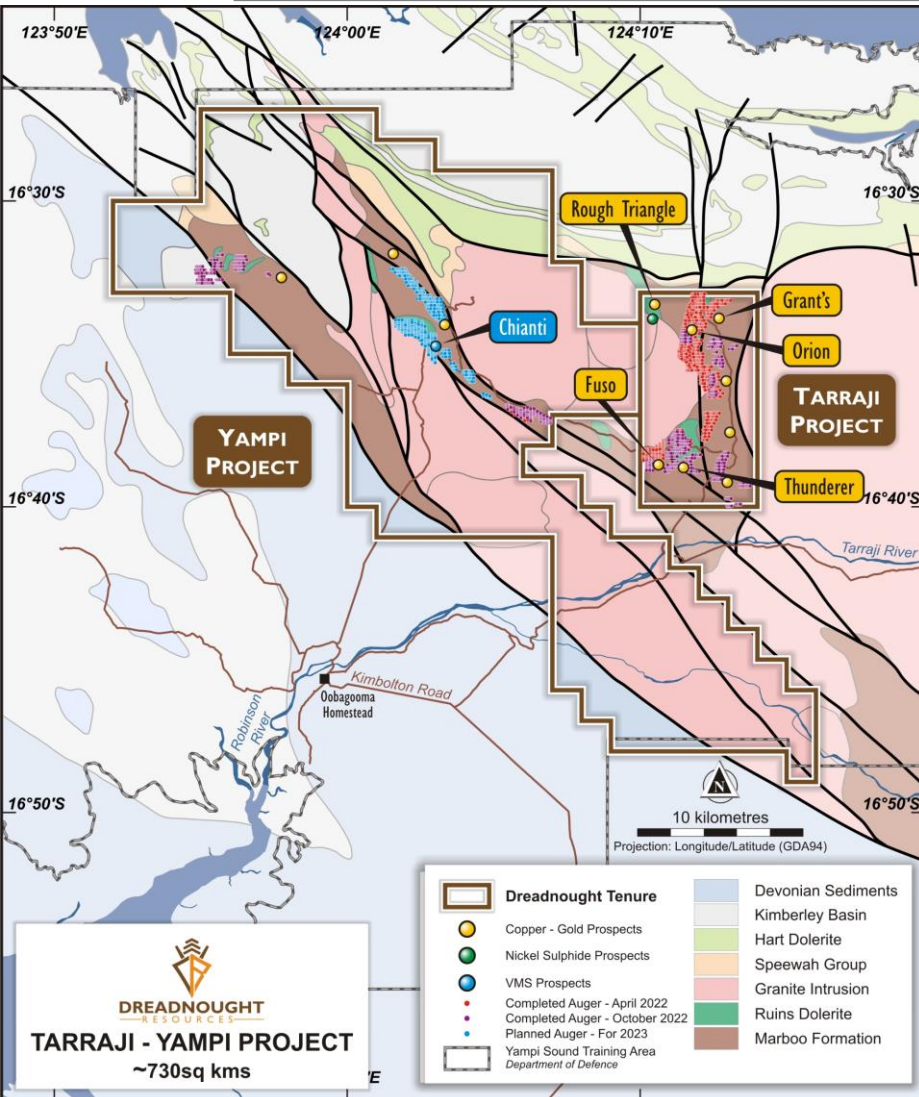 123°50'E
124°00'E
124°10'E
16°30'S
16°30'S
Rough Triangle
Grant's
Chianti
Orion
Fuso
TARRAJI
PROJECT
YAMPI
PROJECT
Thunderer
16°40'S
16°40'S
Tarraji River
Kimbolton Road
Oobagooma
Homestead
Robinson
River
N
16°50'S
16°50'S
10 kilometres
Projection: Longitude/Latitude (GDA94)
Dreadnought Tenure
Copper - Gold Prospects
Nickel Sulphide Prospects
VMS Prospects
Completed Auger - April 2022
Completed Auger - October 2022
Planned Auger - For 2023
Yampi Sound Training Area
Department of Defence
Devonian Sediments
Kimberley Basin
Hart Dolerite
Speewah Group
Granite Intrusion
Ruins Dolerite
Marboo Formation
DREADNOUGHT
RESOURCES
TARRAJI - YAMPI PROJECT
~730sq kms